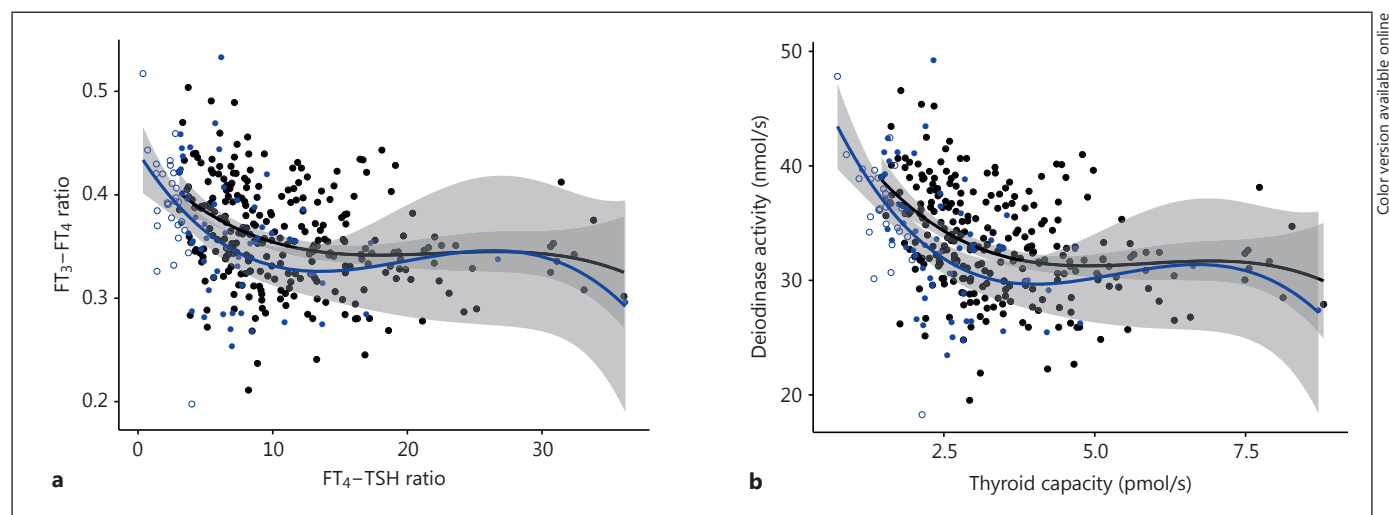 Color version available online
0.5
0.4
0.3
0.2
FT₃–FT₄ ratio
0
10
20
30
FT₄–TSH ratio
a
50
40
30
20
Deiodinase activity (nmol/s)
2.5
5.0
7.5
Thyroid capacity (pmol/s)
b